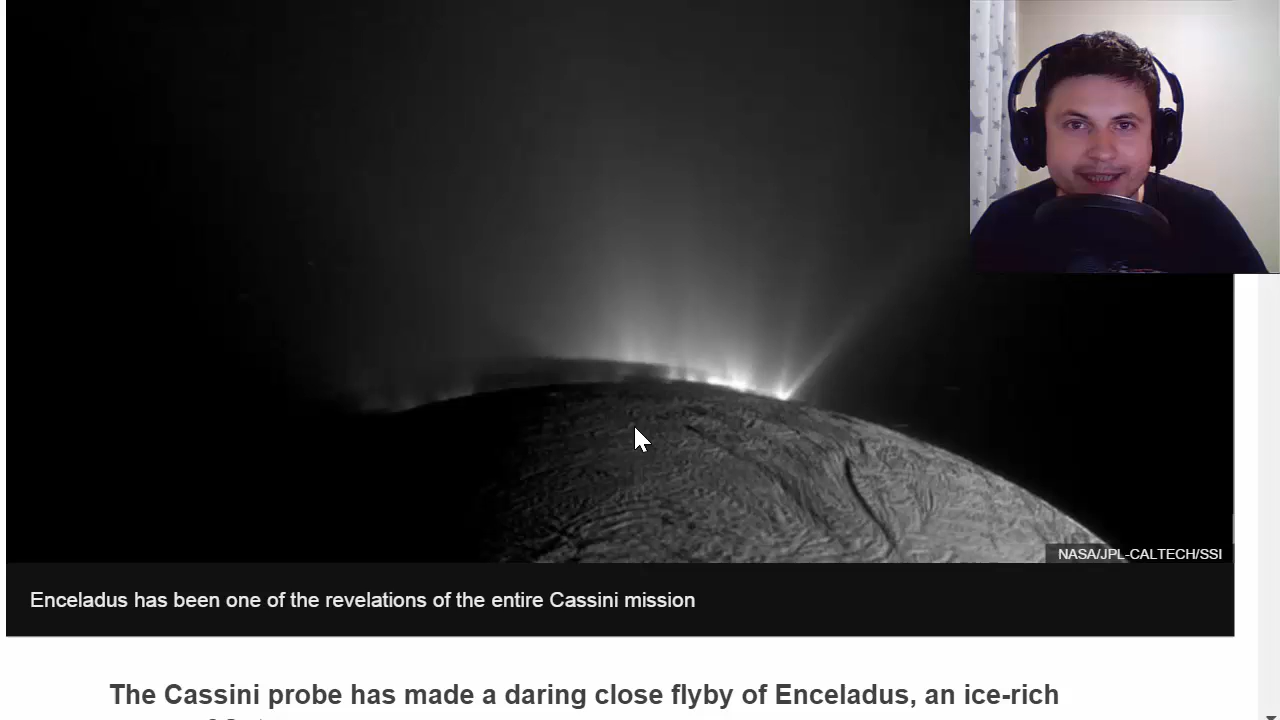 NASA/JPL-CALTECH/SSI
Enceladus has been one of the revelations of the entire Cassini mission
The Cassini probe has made a daring close flyby of Enceladus, an ice-rich